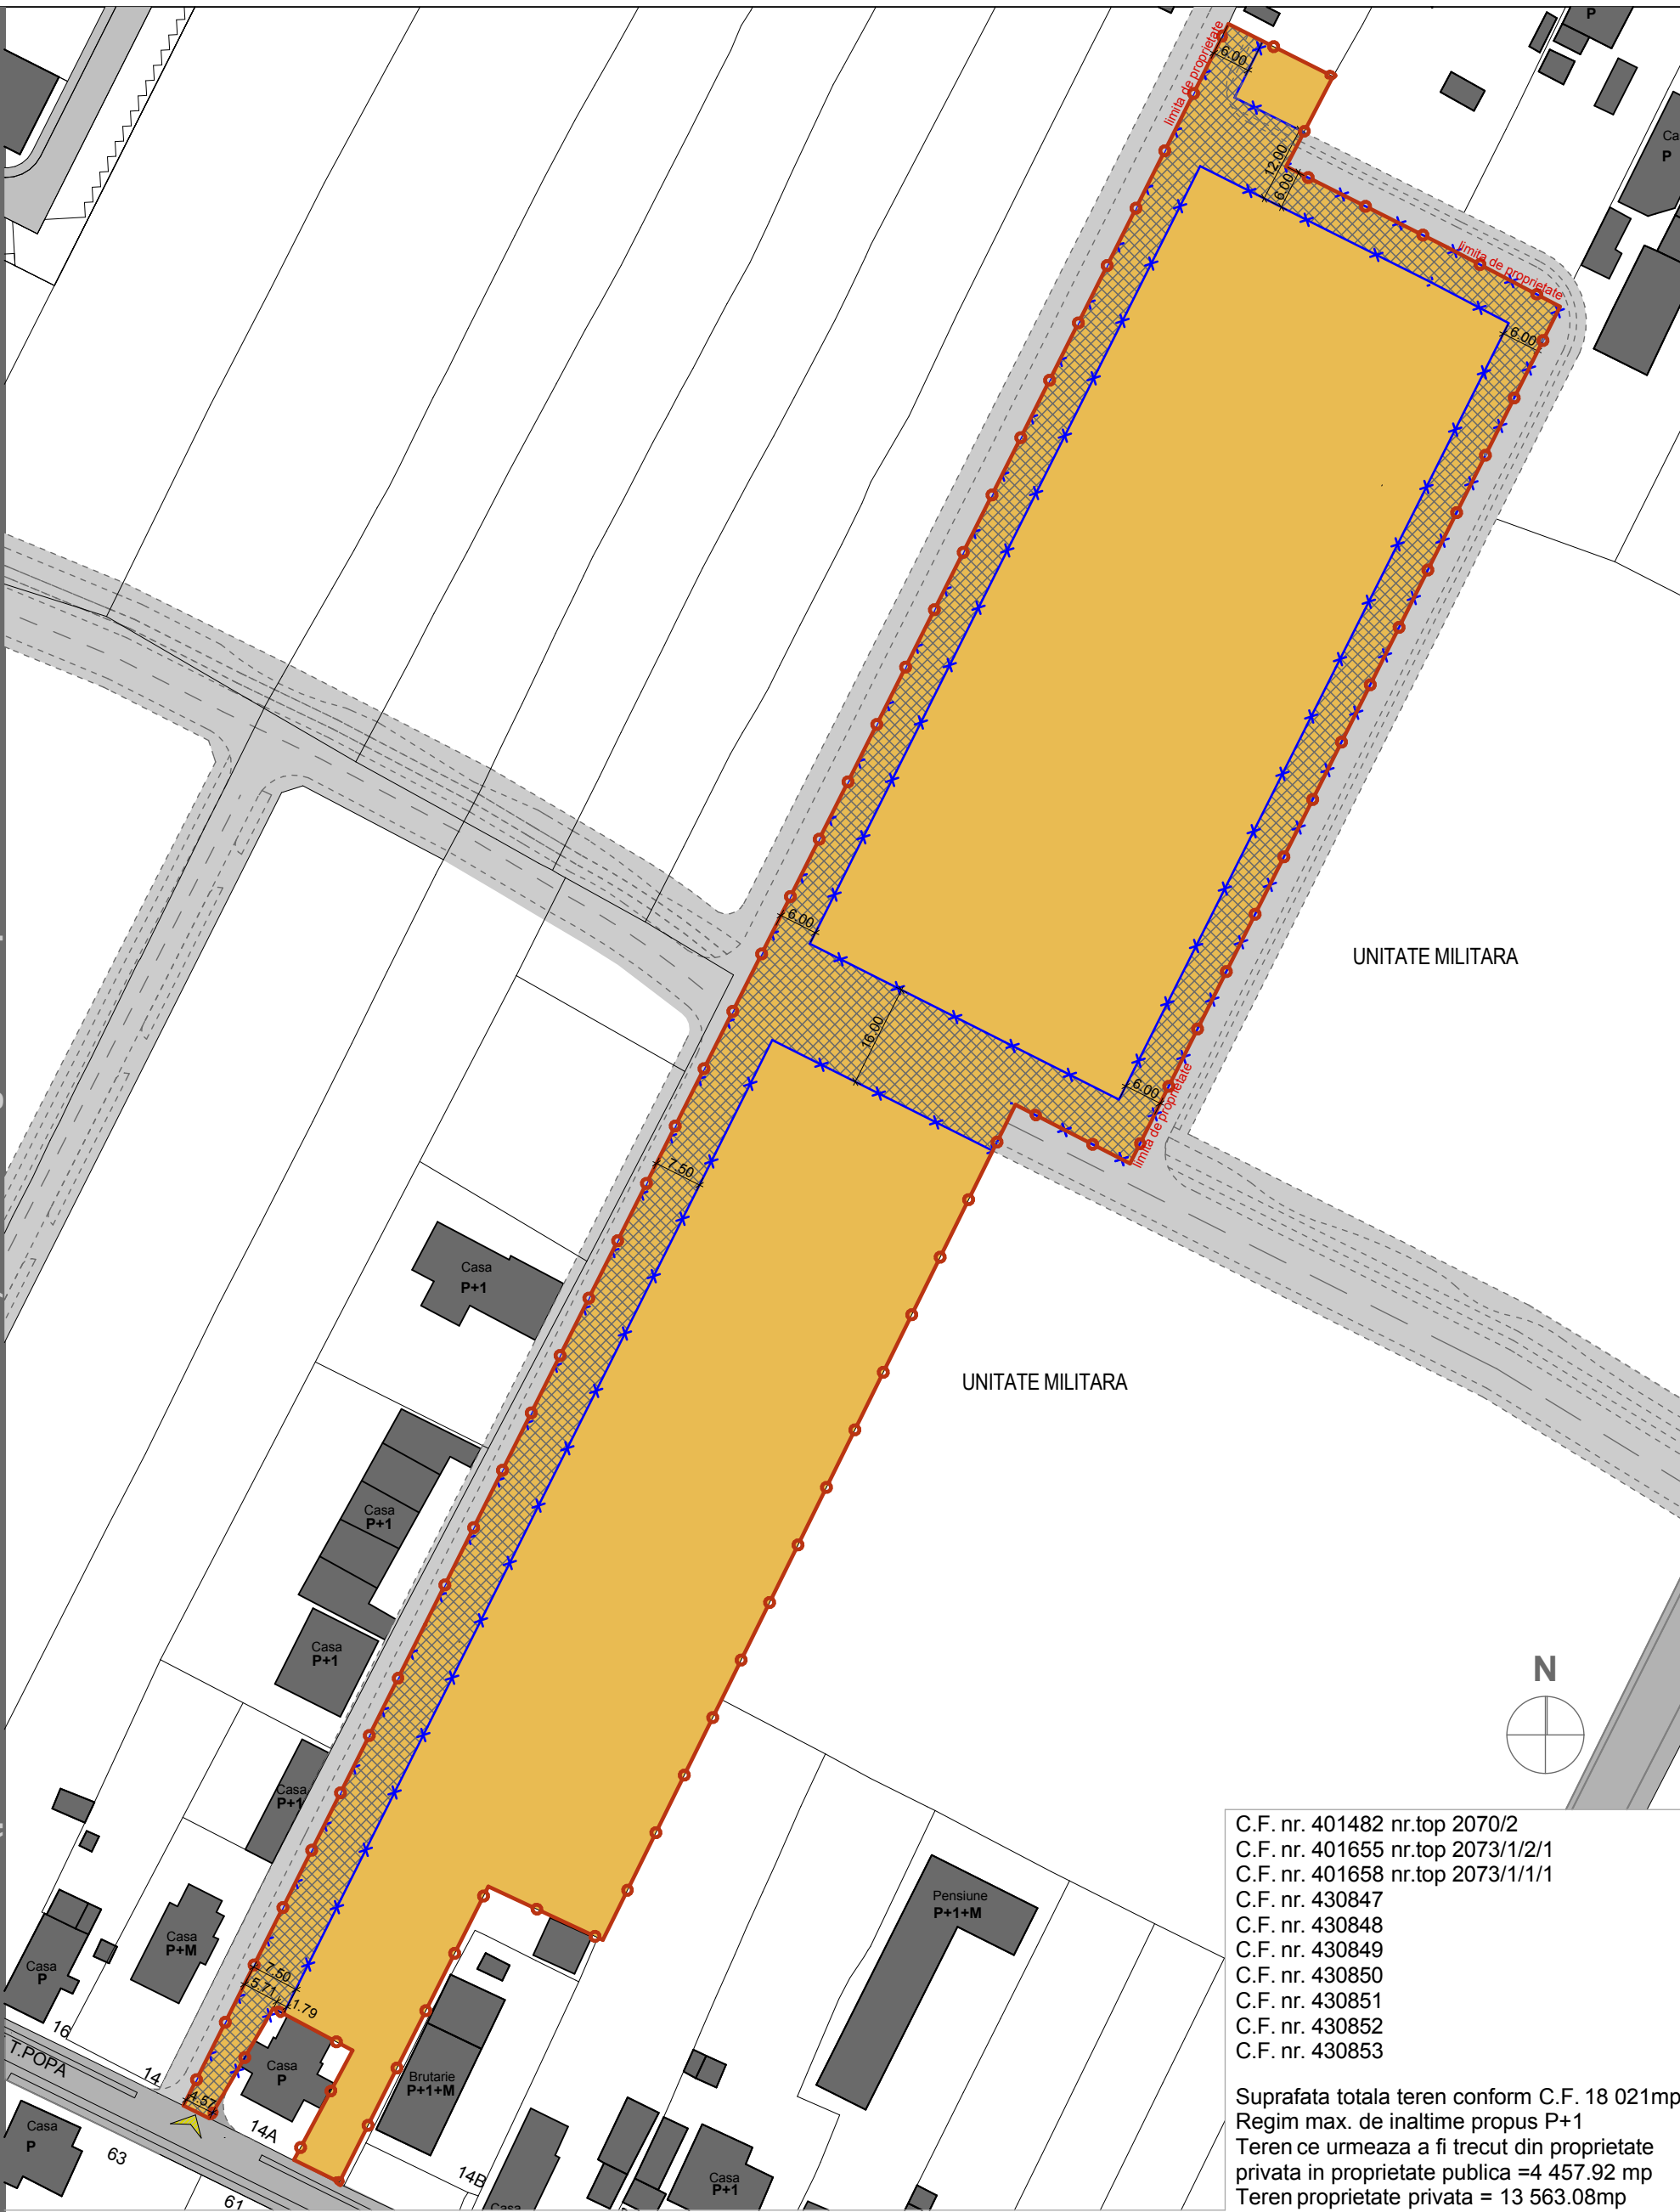 P
limita de proprietate
6.00
Ca
P
12.00
6.00
limita de proprietate
6.00
6.00
UNITATE MILITARA
16.00
6.00
limita de proprietate
7.50
Casa
P+1
UNITATE MILITARA
Casa
P+1
Casa
P+1
N
Casa
P+1
C.F. nr. 401482 nr.top 2070/2
C.F. nr. 401655 nr.top 2073/1/2/1
C.F. nr. 401658 nr.top 2073/1/1/1
C.F. nr. 430847
C.F. nr. 430848
C.F. nr. 430849
C.F. nr. 430850
C.F. nr. 430851
C.F. nr. 430852
C.F. nr. 430853
Pensiune
P+1+M
Casa
P+M
Casa
P
7.50
5.71
1.79
16
T.POPA
14
Casa
P
Brutarie
P+1+M
4.57
14A
Casa
P
63
14B
61
Casa
Casa
P+1
Suprafata totala teren conform C.F. 18 021mp
Regim max. de inaltime propus P+1
Teren ce urmeaza a fi trecut din proprietate
privata in proprietate publica =4 457.92 mp
Teren proprietate privata = 13 563.08mp